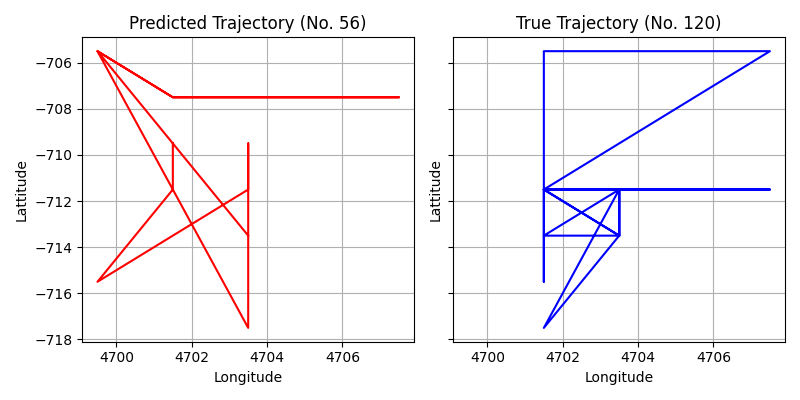 Predicted Trajectory (No. 56)
True Trajectory (No. 120)
−706
−708
−710
−712
−714
−716
−718
Lattitude
Lattitude
4700
4702
4704
4706
4700
4702
4704
4706
Longitude
Longitude